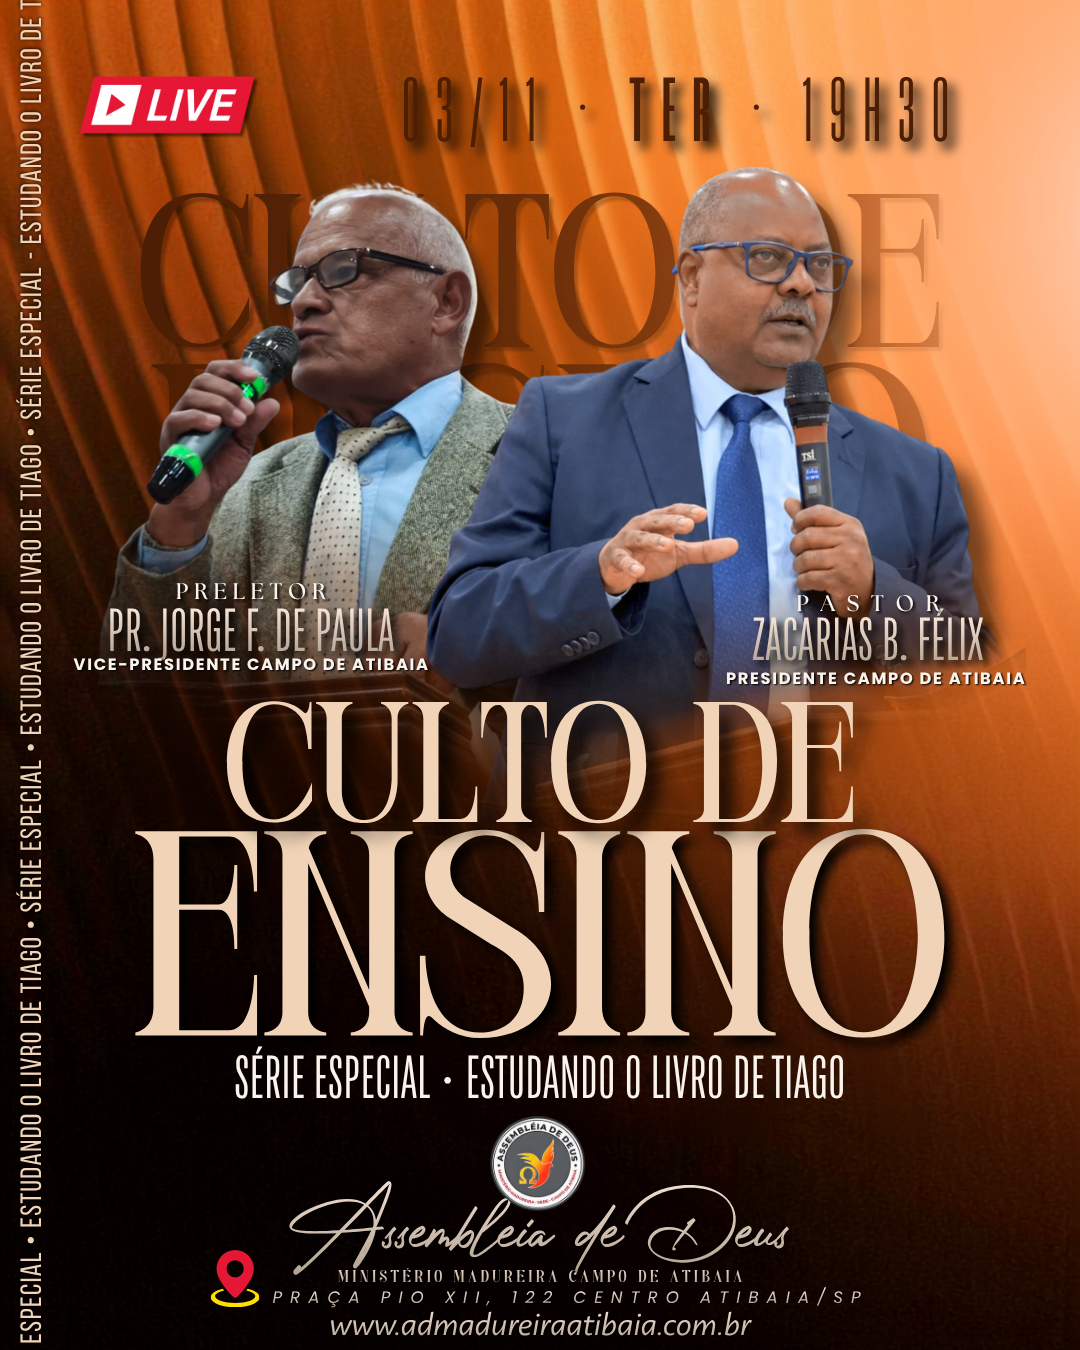 LIVE
03/11 · TER · 19H30
CULTO DE
TSi
PRELETOR
PR. JORGE F. DE PAULA
VICE-PRESIDENTE CAMPO DE ATIBAIA
PASTOR
ZACARIAS B. FÉLIX
PRESIDENTE CAMPO DE ATIBAIA
CULTO DE
ENSINO
SÉRIE ESPECIAL · ESTUDANDO O LIVRO DE TIAGO
ASSEMBLÉIA DE DEUS
Assembleia de Deus
MINISTÉRIO MADUREIRA CAMPO DE ATIBAIA
PRAÇA PIO XII, 122 CENTRO ATIBAIA/SP
www.admadureiraatibaia.com.br
ESPECIAL • ESTUDANDO O LIVRO DE TIAGO • SÉRIE ESPECIAL • ESTUDANDO O LIVRO DE TIAGO • SÉRIE ESPECIAL - ESTUDANDO O LIVRO DE T